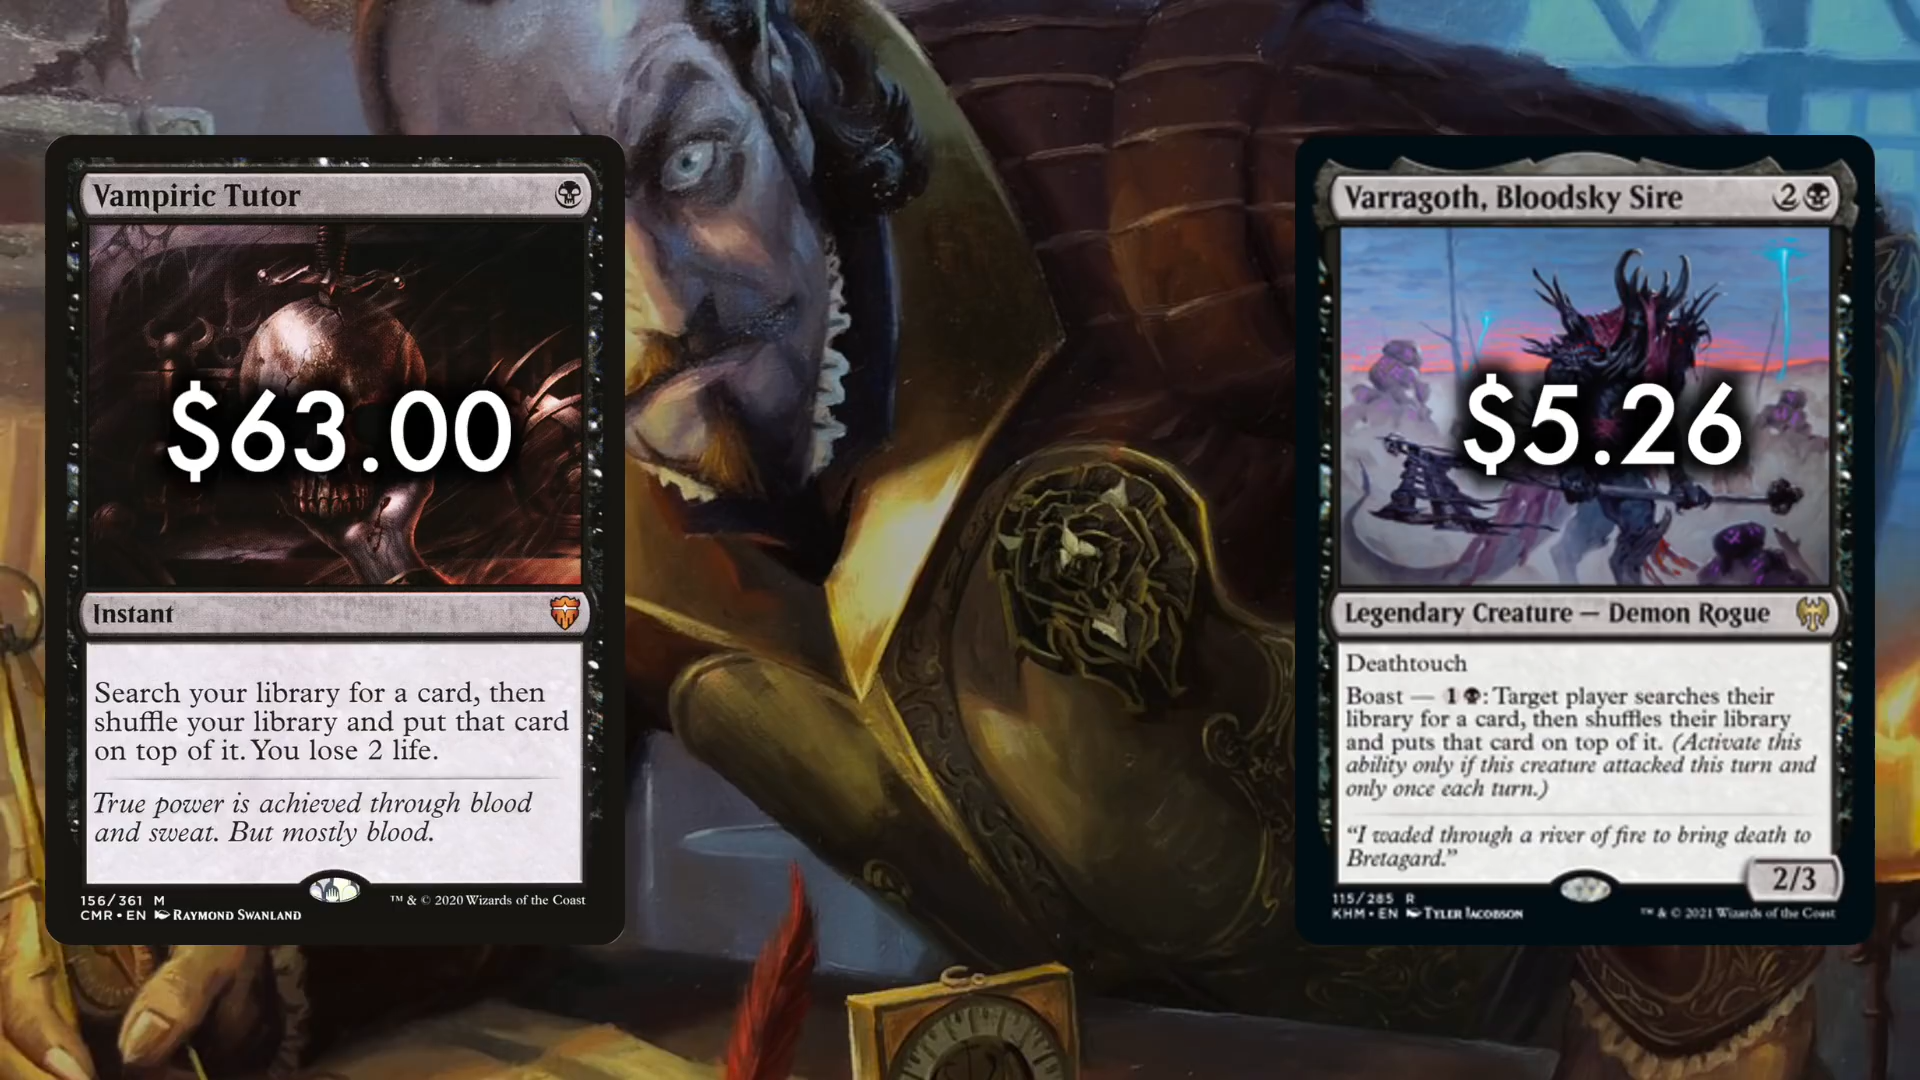 Vampiric Tutor
$63.00
Instant
Search your library for a card, then
shuffle your library and put that card
on top of it. You lose 2 life.
True power is achieved through blood
and sweat. But mostly blood.
156/361 M
CMR • EN Raymond Swanland
™ & © 2020 Wizards of the Coast
Varragoth, Bloodsky Sire 2
$5.26
Legendary Creature — Demon Rogue
Deathtouch
Boast — 1 : Target player searches their
library for a card, then shuffles their library
and puts that card on top of it. (Activate this
ability only if this creature attacked this turn and
only once each turn.)
“I waded through a river of fire to bring death to
Bretagard.”
2/3
115/285 R
KHM • EN Tyler Jacobson
™ & © 2021 Wizards of the Coast